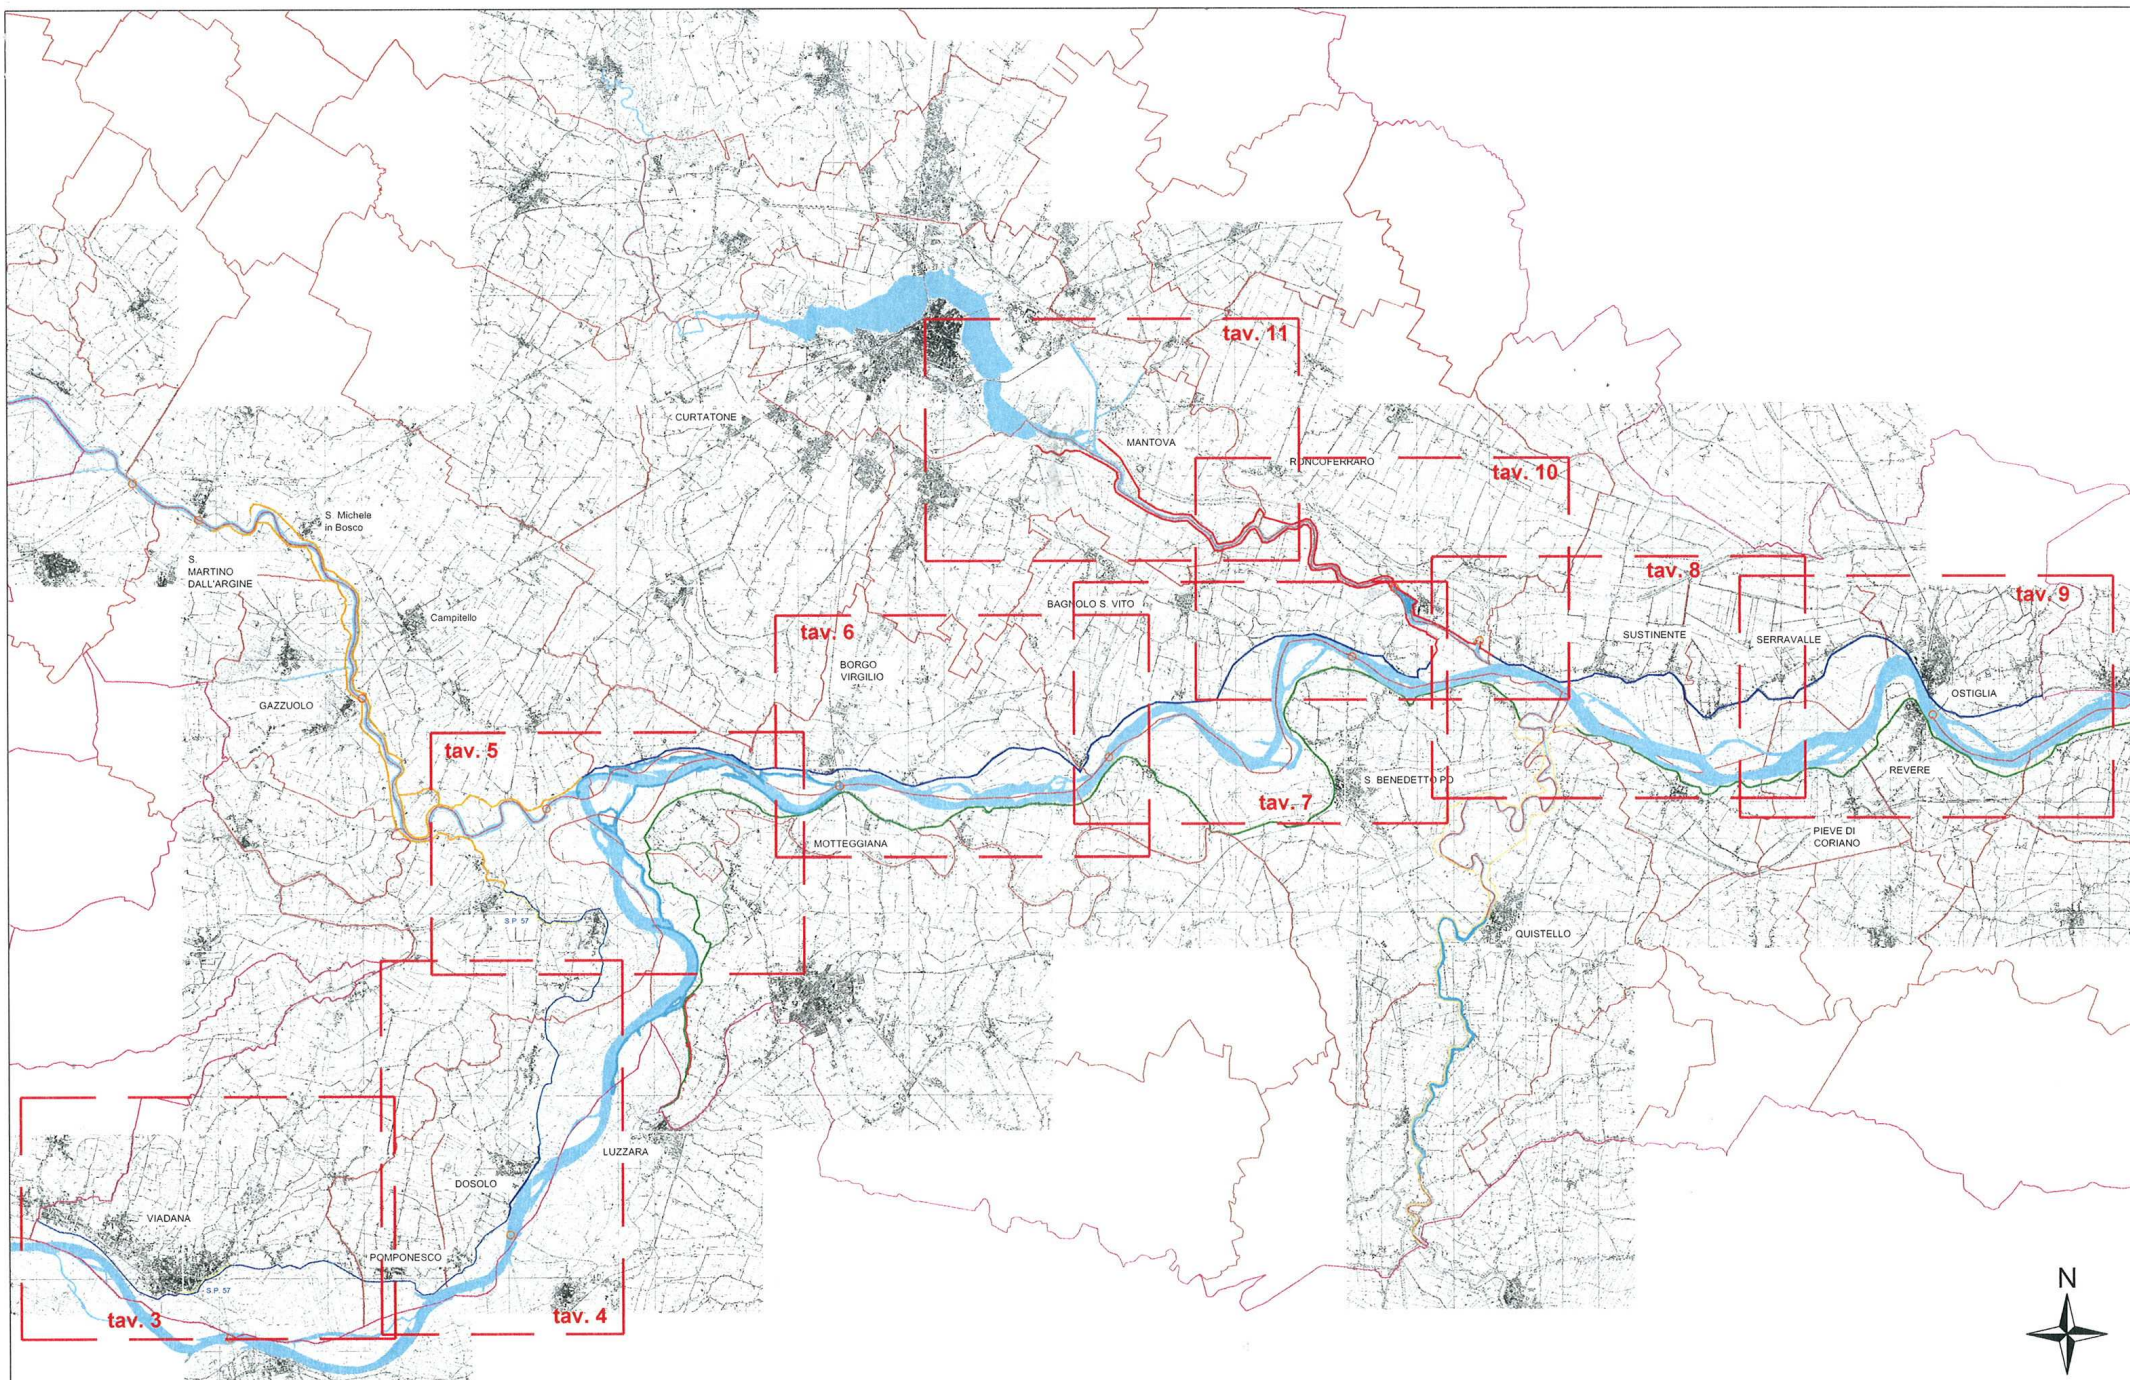 tav. 11
CURTATONE
MANTOVA
RONCOFERRARO
tav. 10
S. Michele
in Bosco
S.
MARTINO
DALL'ARGINE
tav. 8
tav. 9
BAGNOLO S. VITO
Campitello
tav. 6
SUSTINENTE
SERRAVALLE
BORGO
VIRGILIO
OSTIGLIA
GAZZUOLO
tav. 5
REVERE
S. BENEDETTO PO
tav. 7
PIEVE DI
CORIANO
MOTTEGGIANA
S.P. 57
QUISTELLO
LUZZARA
DOSOLO
VIADANA
POMPONESCO
S.P. 57
N
tav. 3
tav. 4